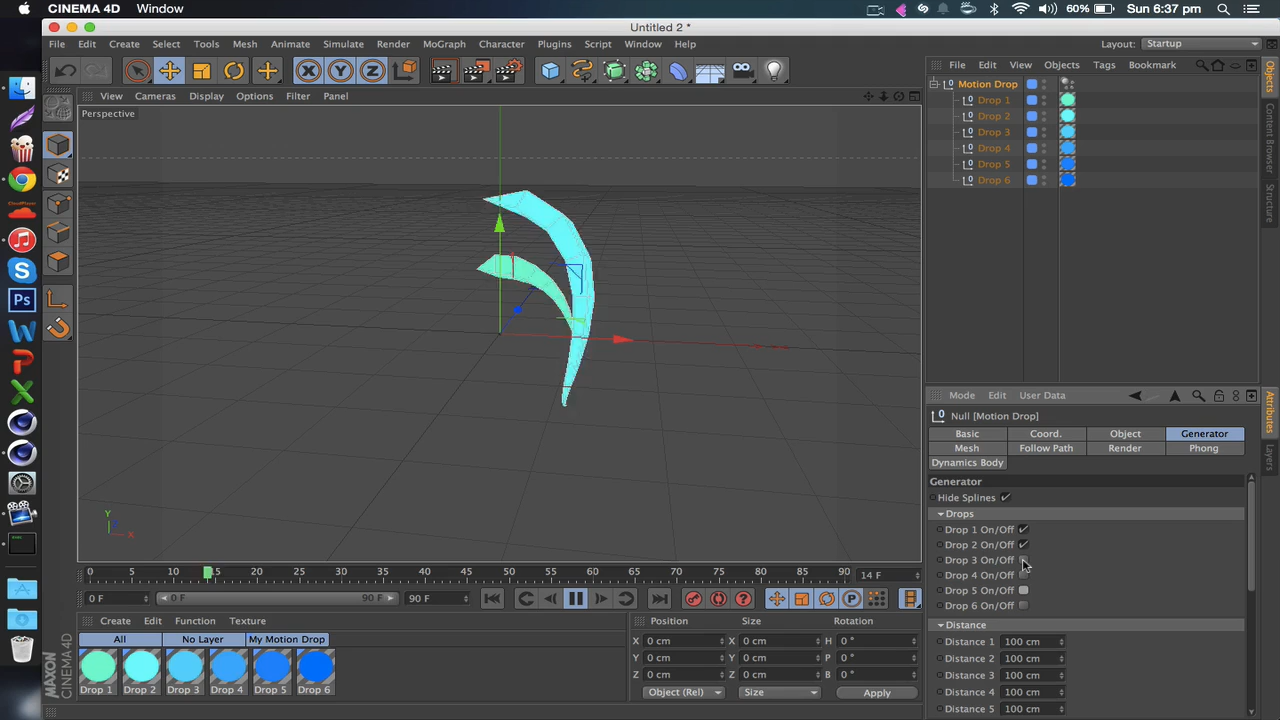 CINEMA 4D Window 60% Sun 6:37 pm
Untitled 2 *
File Edit Create Select Tools Mesh Animate Simulate Render MoGraph Character Plugins Script Window Help Layout: Startup
X Y Z
View Cameras Display Options Filter Panel
Perspective
Y
X
0 5 10 15 20 25 30 35 40 45 50 55 60 65 70 75 80 85 90 14 F
0 F 0 F 90 F 90 F
Create Edit Function Texture
All No Layer My Motion Drop
Drop 1 Drop 2 Drop 3 Drop 4 Drop 5 Drop 6
MAXON CINEMA 4D
Position Size Rotation
X 0 cm X 0 cm H 0 °
Y 0 cm Y 0 cm P 0 °
Z 0 cm Z 0 cm B 0 °
Object (Rel) Size Apply
File Edit View Objects Tags Bookmark
Motion Drop
Drop 1
Drop 2
Drop 3
Drop 4
Drop 5
Drop 6
Objects
Content Browser
Structure
Mode Edit User Data
Null [Motion Drop]
Basic Coord. Object Generator
Mesh Follow Path Render Phong
Dynamics Body
Generator
Hide Splines
Drops
Drop 1 On/Off
Drop 2 On/Off
Drop 3 On/Off
Drop 4 On/Off
Drop 5 On/Off
Drop 6 On/Off
Distance
Distance 1 100 cm
Distance 2 100 cm
Distance 3 100 cm
Distance 4 100 cm
Distance 5 100 cm
Attributes
Layers